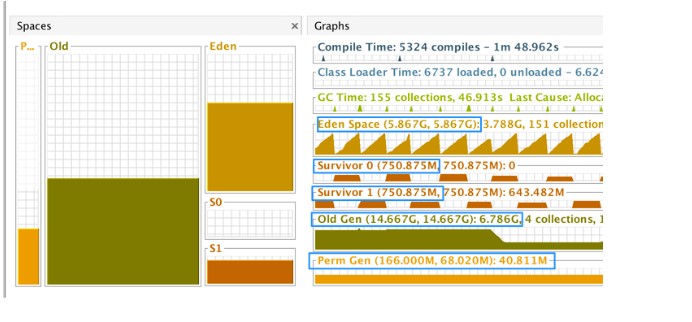 Spaces
P...
Old
Eden
S0
S1
Graphs
Compile Time: 5324 compiles - 1m 48.962s
Class Loader Time: 6737 loaded, 0 unloaded - 6.624
GC Time: 155 collections, 46.913s Last Cause: Alloca
Eden Space (5.867G, 5.867G): 3.788G, 151 collection
Survivor 0 (750.875M, 750.875M): 0
Survivor 1 (750.875M, 750.875M): 643.482M
Old Gen (14.667G, 14.667G): 6.786G, 4 collections, 1
Perm Gen (166.000M, 68.020M): 40.811M